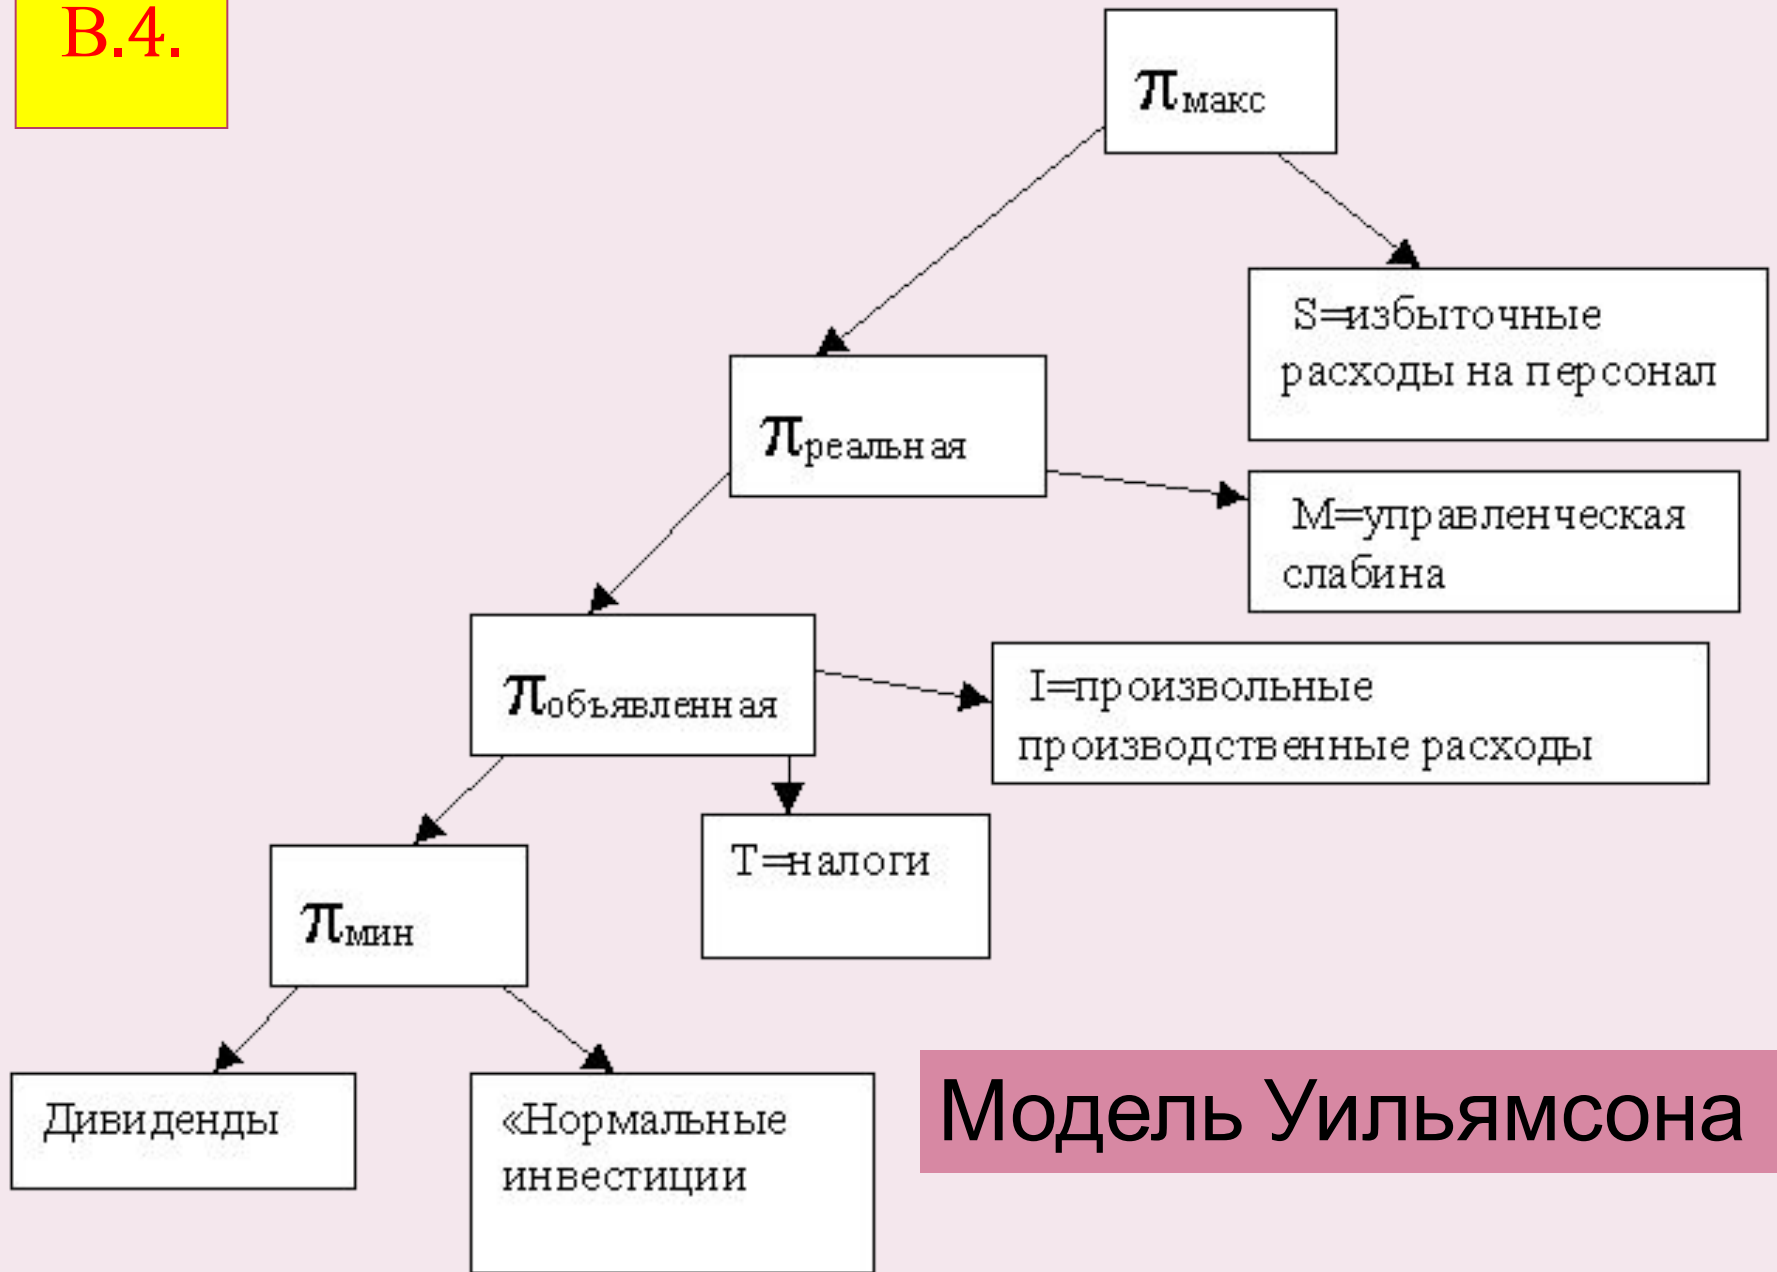 В.4.
πмакс
S=избыточные
расходы на персонал
πреальная
М=управленческая
слабина
πобъявленная
I=произвольные
производственные расходы
πмин
Т=налоги
Дивиденды
«Нормальные
инвестиции
Модель Уильямсона